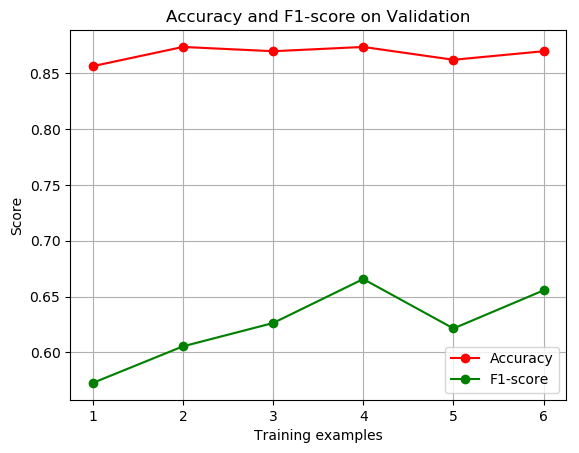 Accuracy and F1-score on Validation
0.85
0.80
0.75
0.70
0.65
0.60
Score
1 2 3 4 5 6
Training examples
Accuracy
F1-score